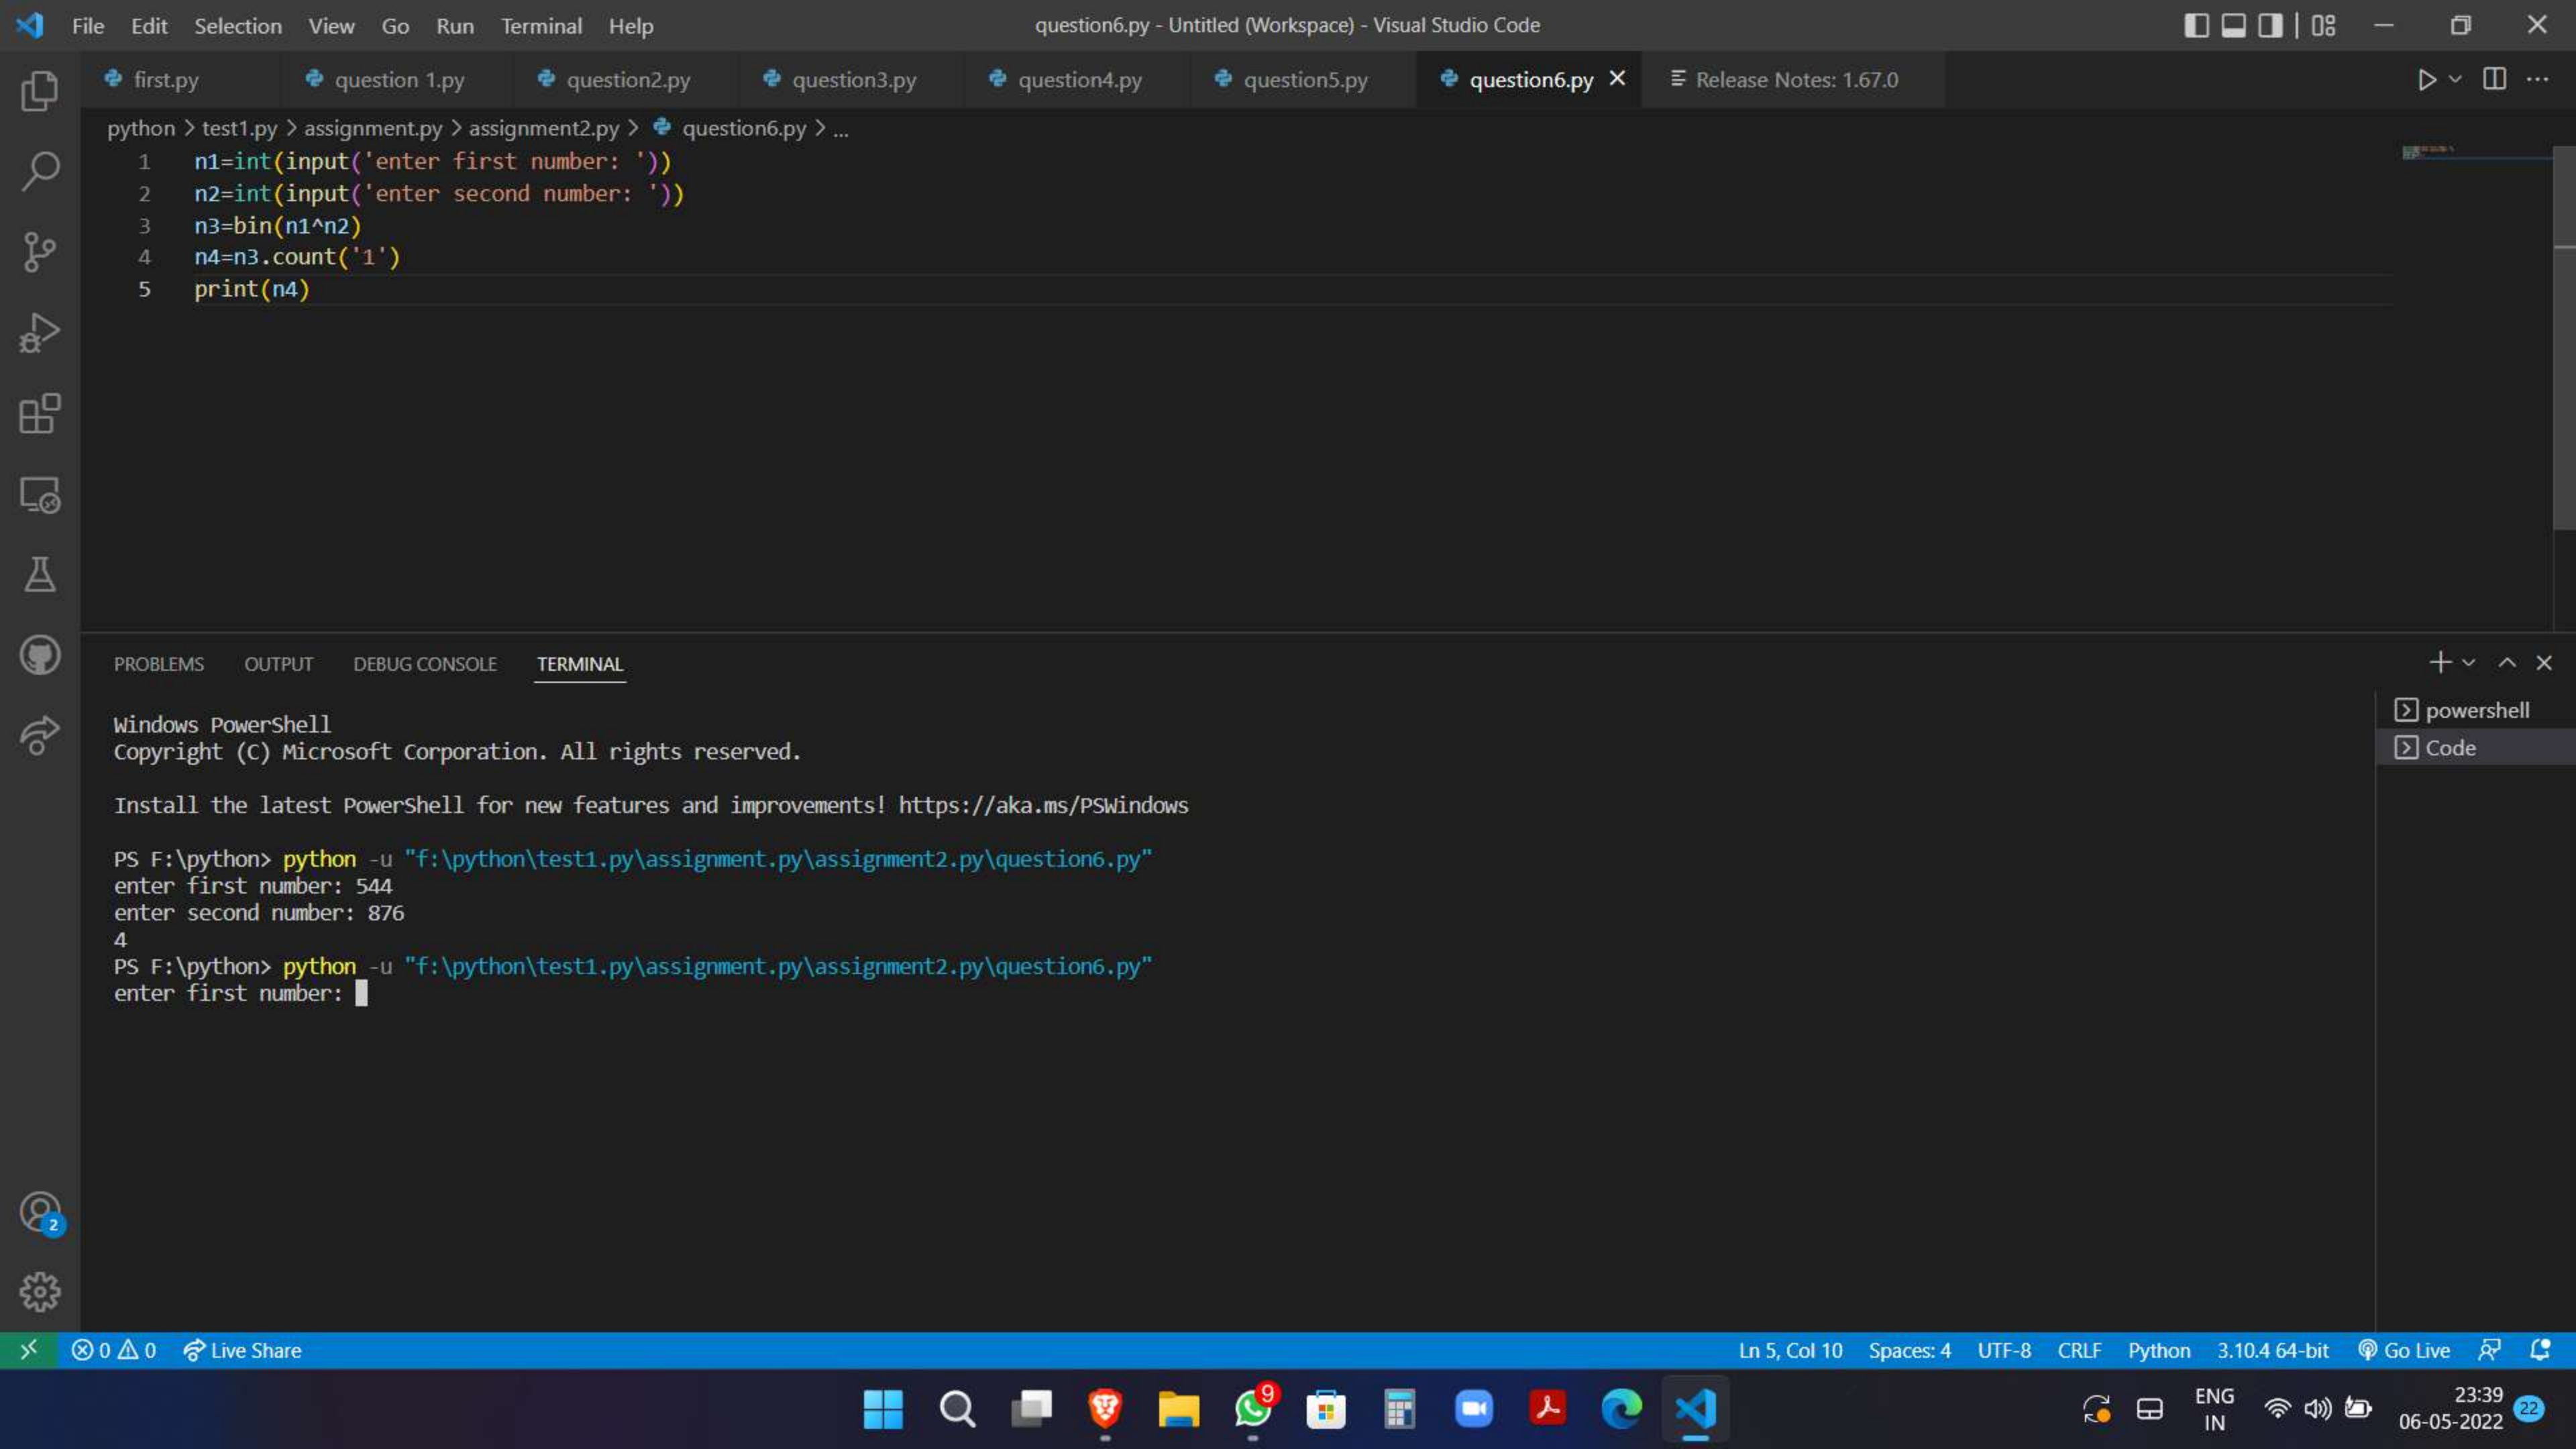 File Edit Selection View Go Run Terminal Help question6.py - Untitled (Workspace) - Visual Studio Code
first.py question 1.py question2.py question3.py question4.py question5.py question6.py Release Notes: 1.67.0
python > test1.py > assignment.py > assignment2.py > question6.py > ...
1 n1=int(input('enter first number: '))
2 n2=int(input('enter second number: '))
3 n3=bin(n1^n2)
4 n4=n3.count('1')
5 print(n4)
PROBLEMS OUTPUT DEBUG CONSOLE TERMINAL
powershell
Code
Windows PowerShell
Copyright (C) Microsoft Corporation. All rights reserved.
Install the latest PowerShell for new features and improvements! https://aka.ms/PSWindows
PS F:\python> python -u "f:\python\test1.py\assignment.py\assignment2.py\question6.py"
enter first number: 544
enter second number: 876
4
PS F:\python> python -u "f:\python\test1.py\assignment.py\assignment2.py\question6.py"
enter first number:
2
0 0 Live Share Ln 5, Col 10 Spaces: 4 UTF-8 CRLF Python 3.10.4 64-bit Go Live
9
ENG
IN
23:39
06-05-2022
22